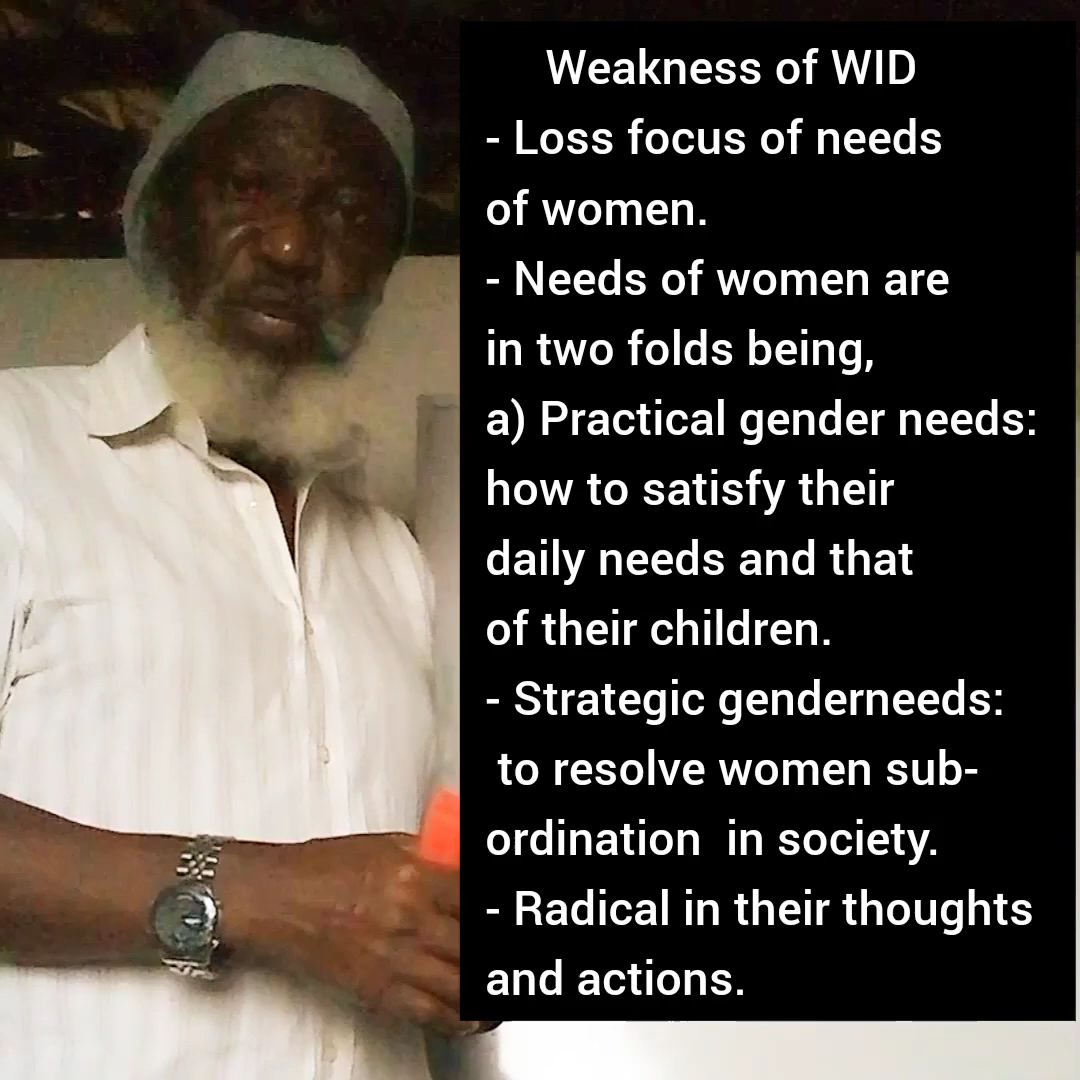 Weakness of WID
- Loss focus of needs
of women.
- Needs of women are
in two folds being,
a) Practical gender needs:
how to satisfy their
daily needs and that
of their children.
- Strategic genderneeds:
to resolve women sub-
ordination  in society.
- Radical in their thoughts
and actions.